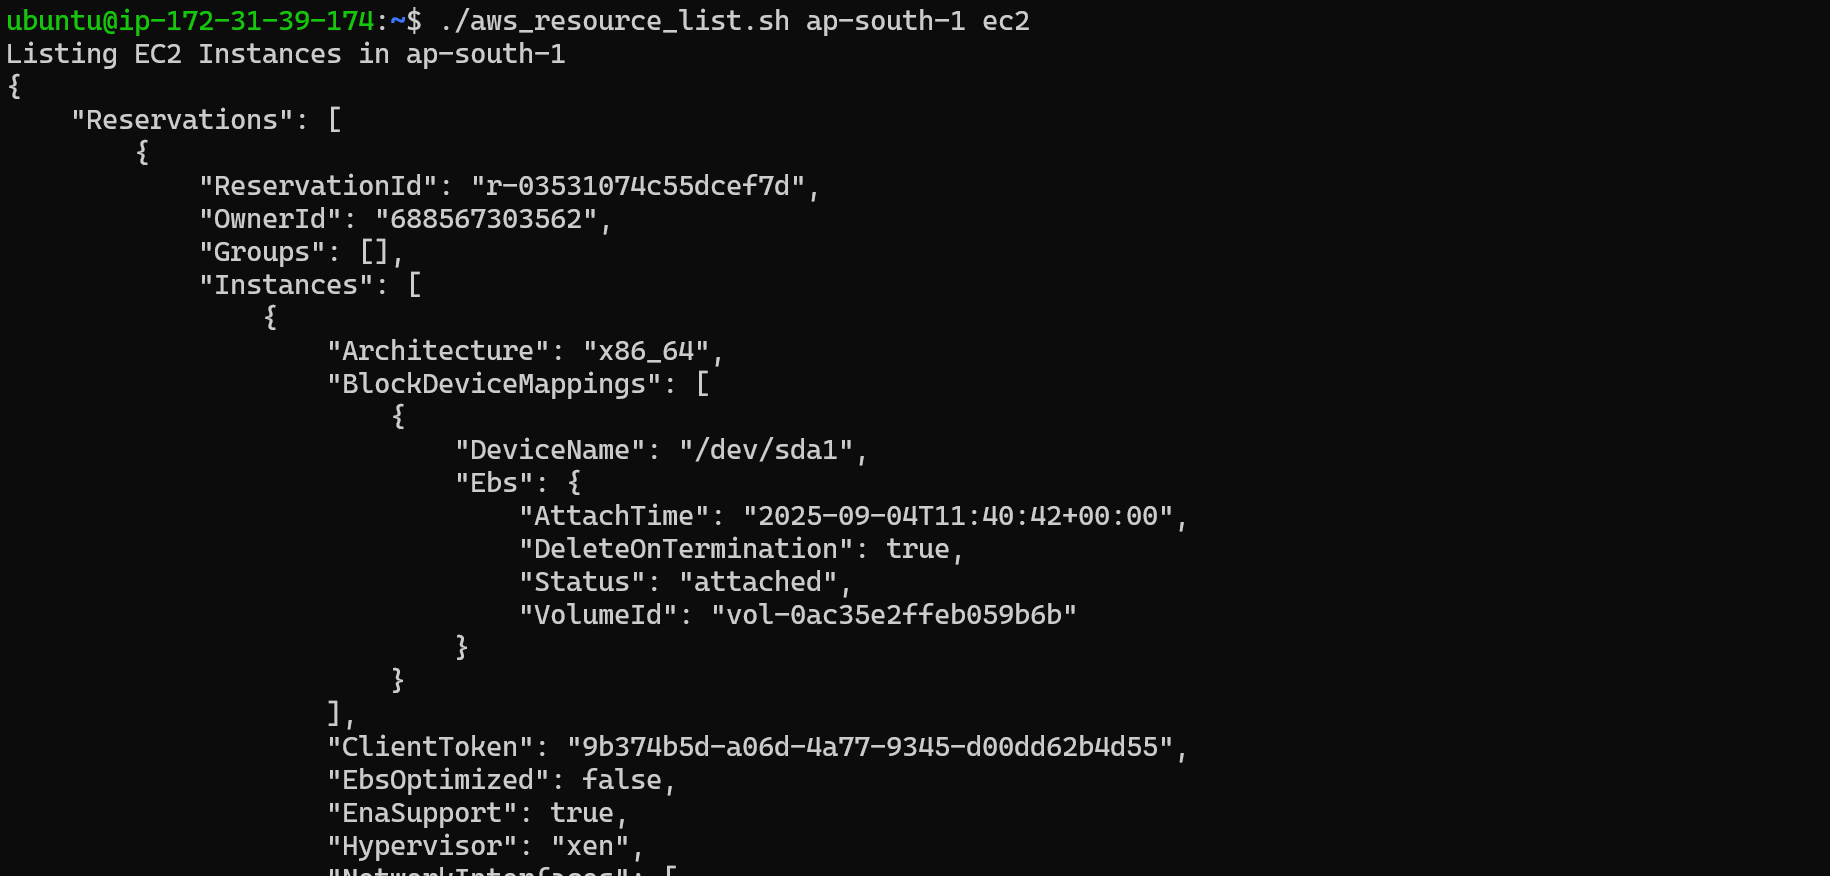 ubuntu@ip-172-31-39-174:~$ ./aws_resource_list.sh ap-south-1 ec2
Listing EC2 Instances in ap-south-1
{
    "Reservations": [
        {
            "ReservationId": "r-03531074c55dcef7d",
            "OwnerId": "688567303562",
            "Groups": [],
            "Instances": [
                {
                    "Architecture": "x86_64",
                    "BlockDeviceMappings": [
                        {
                            "DeviceName": "/dev/sda1",
                            "Ebs": {
                                "AttachTime": "2025-09-04T11:40:42+00:00",
                                "DeleteOnTermination": true,
                                "Status": "attached",
                                "VolumeId": "vol-0ac35e2ffeb059b6b"
                            }
                        }
                    ],
                    "ClientToken": "9b374b5d-a06d-4a77-9345-d00dd62b4d55",
                    "EbsOptimized": false,
                    "EnaSupport": true,
                    "Hypervisor": "xen",
                    "NetworkInterfaces": [